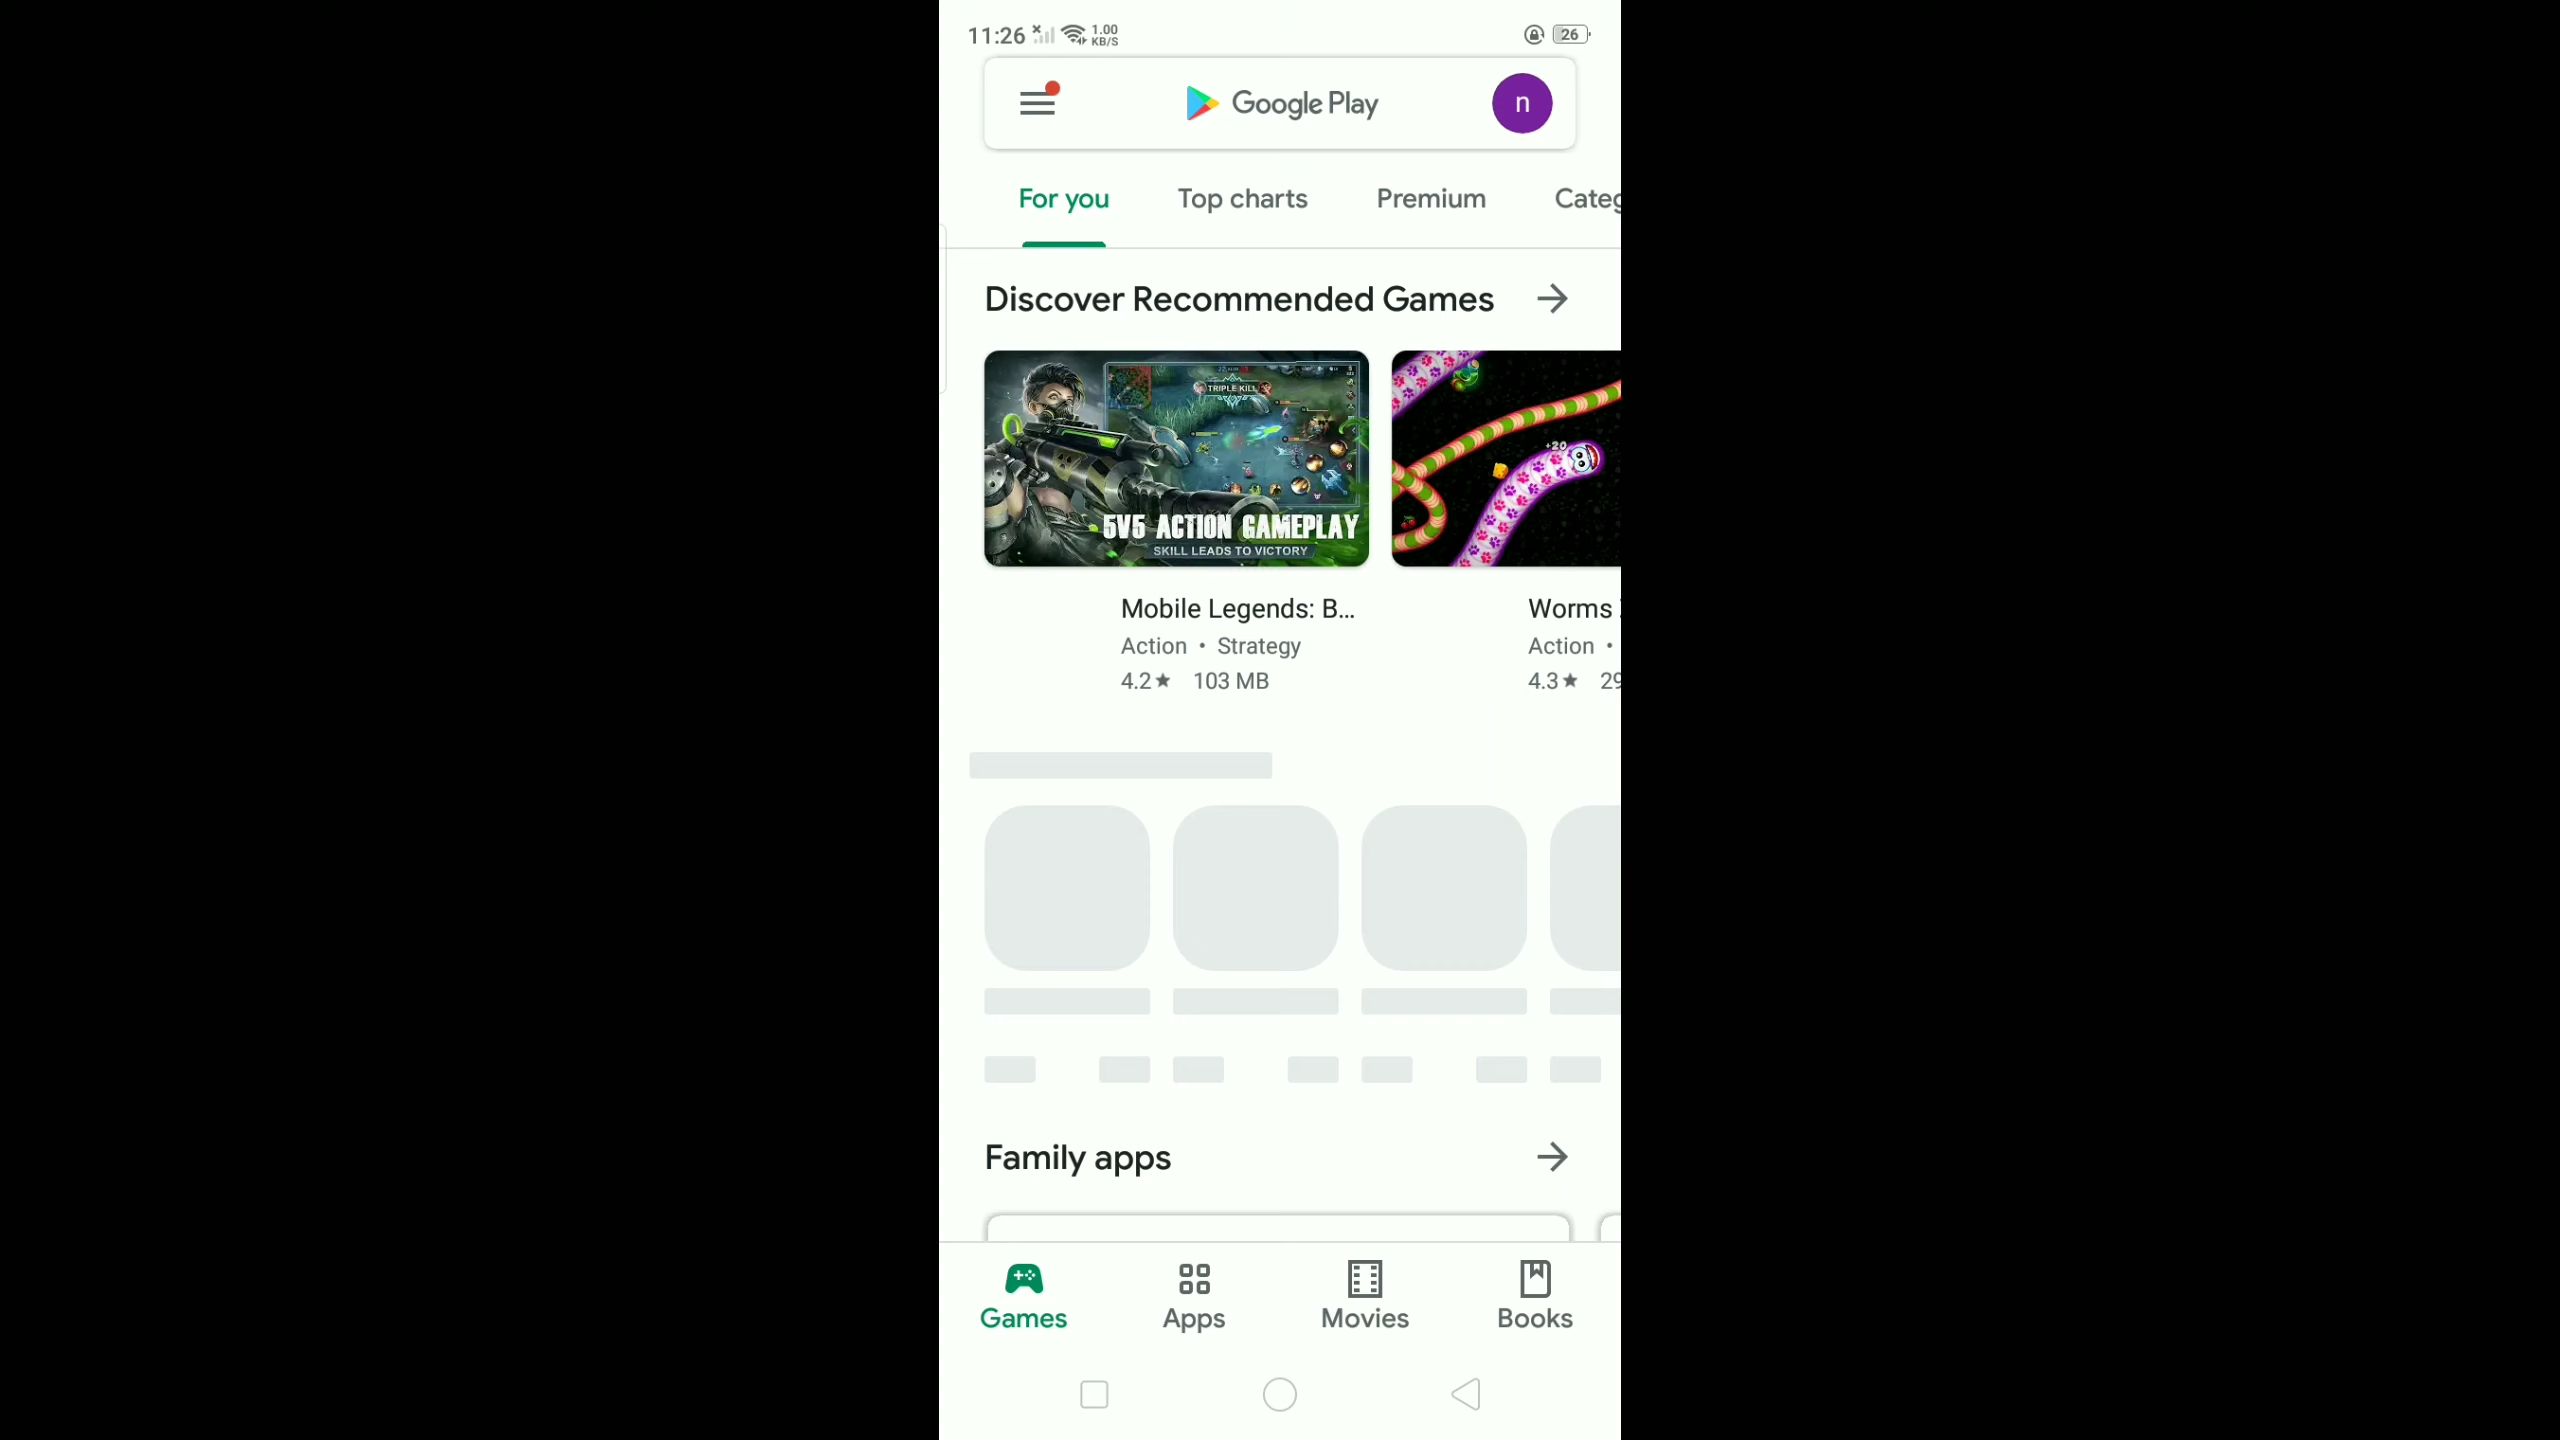 11:26 1.00 KB/S 26
Google Play n
For you Top charts Premium Categ
Discover Recommended Games
TRIPLE KILL
5V5 ACTION GAMEPLAY
SKILL LEADS TO VICTORY
+20
Mobile Legends: B... Worms
Action • Strategy Action •
4.2★ 103 MB 4.3★ 29
Family apps
Games Apps Movies Books